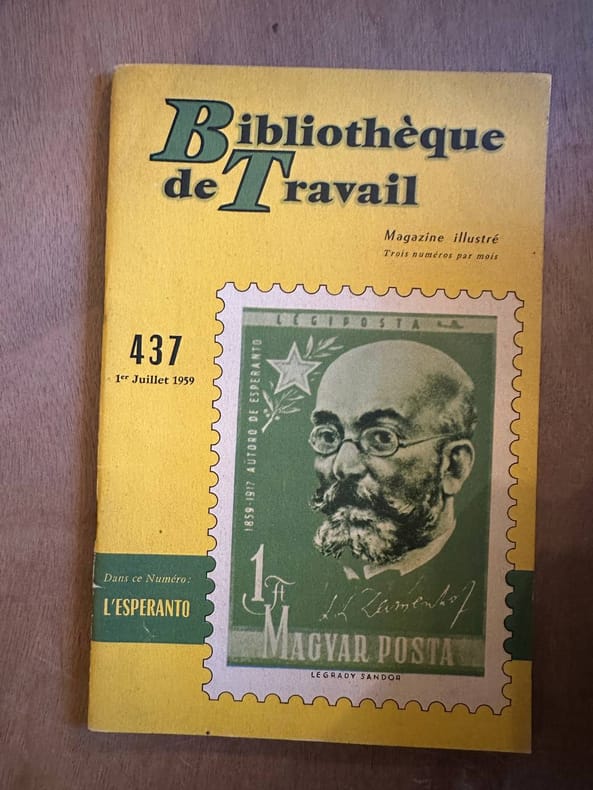 Bibliothèque
de Travail
Magazine illustré
Trois numéros par mois
437
1er Juillet 1959
Dans ce Numéro:
L'ESPERANTO
LÉGIPOSTA
1859-1917 AUTORO DE ESPERANTO
1 Ft
L L Zamenhof
MAGYAR POSTA
LEGRADY SANDOR